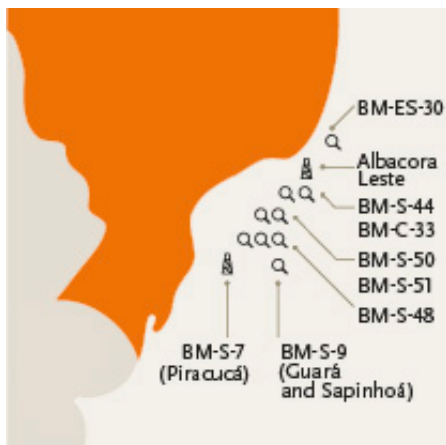 BM-ES-30
Albacora
Leste
BM-S-44
BM-C-33
BM-S-50
BM-S-51
BM-S-48
BM-S-7
(Piracucá)
BM-S-9
(Guará
and Sapinhoá)